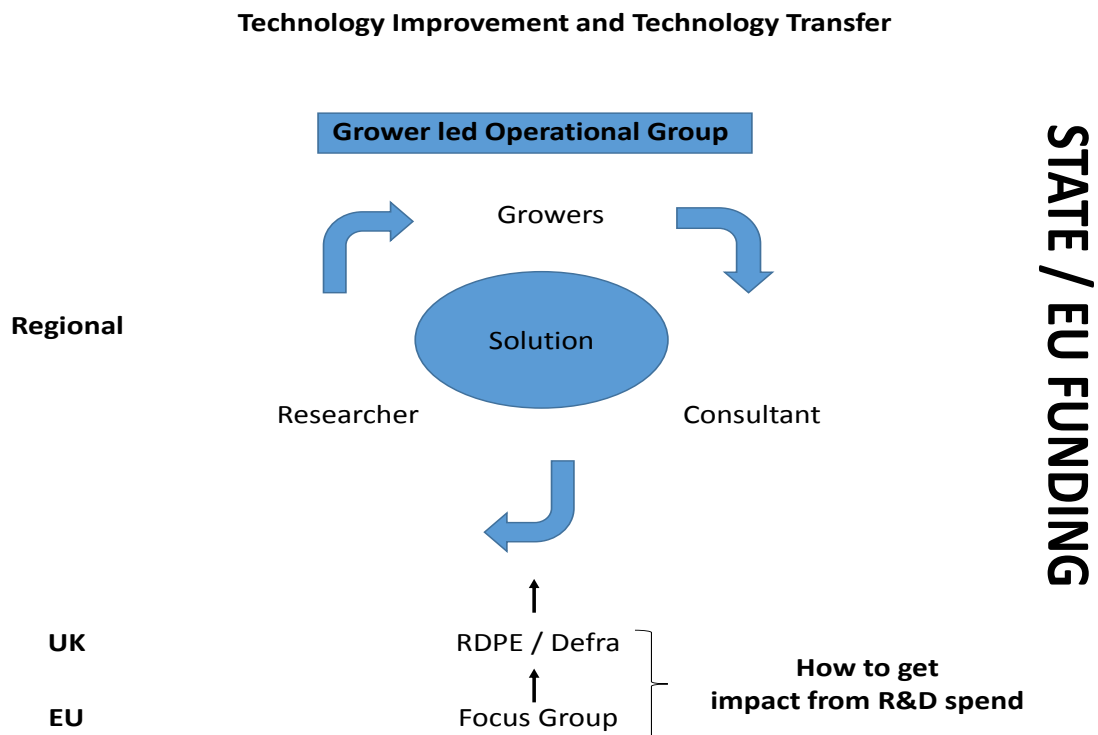 Technology Improvement and Technology Transfer
Grower led Operational Group
Growers
Regional
Solution
Researcher
Consultant
STATE / EU FUNDING
UK
RDPE / Defra
How to get
impact from R&D spend
EU
Focus Group